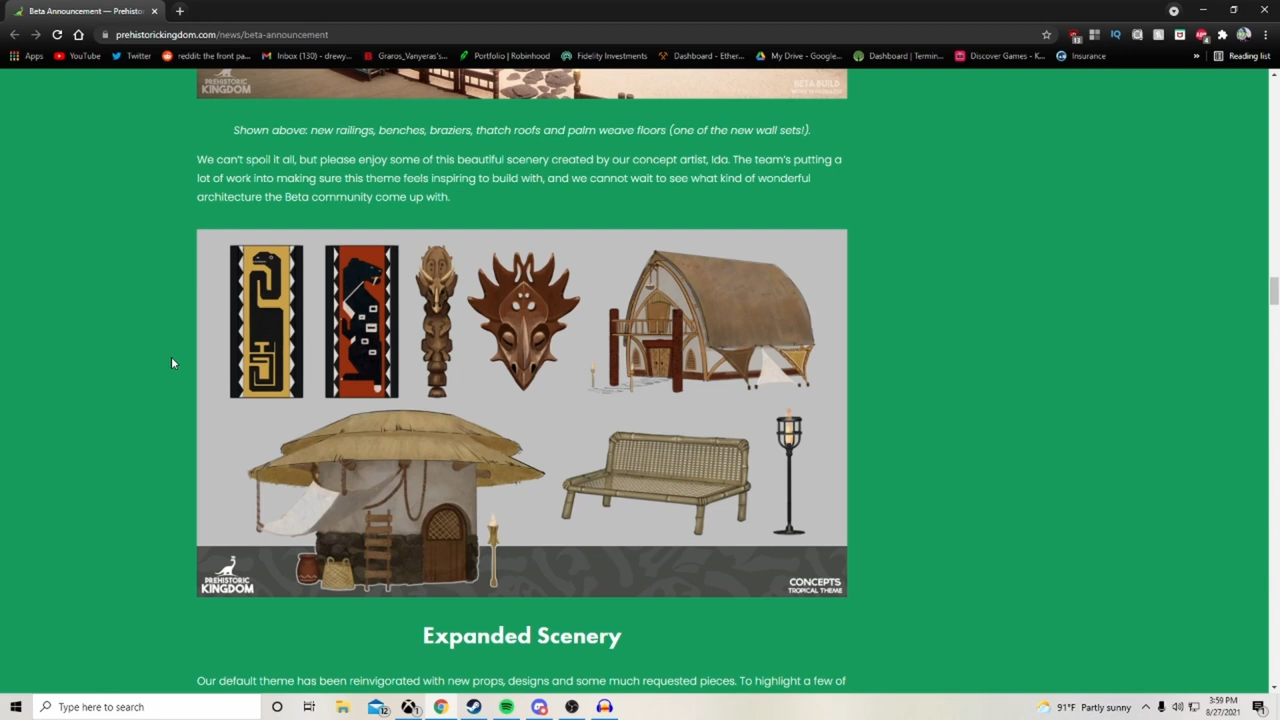 Beta Announcement — Prehistor
prehistorickingdom.com/news/beta-announcement
Apps YouTube Twitter reddit: the front pa... Inbox (130) - drewy... Graros_Vanyeras's... Portfolio | Robinhood Fidelity Investments Dashboard - Ether... My Drive - Google... Dashboard | Termin... Discover Games - K... Insurance » Reading list
PREHISTORIC
KINGDOM
BETA BUILD
Shown above: new railings, benches, braziers, thatch roofs and palm weave floors (one of the new wall sets!).
We can't spoil it all, but please enjoy some of this beautiful scenery created by our concept artist, Ida. The team's putting a
lot of work into making sure this theme feels inspiring to build with, and we cannot wait to see what kind of wonderful
architecture the Beta community come up with.
PREHISTORIC
KINGDOM
CONCEPTS
TROPICAL THEME
Expanded Scenery
Our default theme has been reinvigorated with new props, designs and some much requested pieces. To highlight a few of
Type here to search
91°F Partly sunny
3:59 PM
8/27/2021